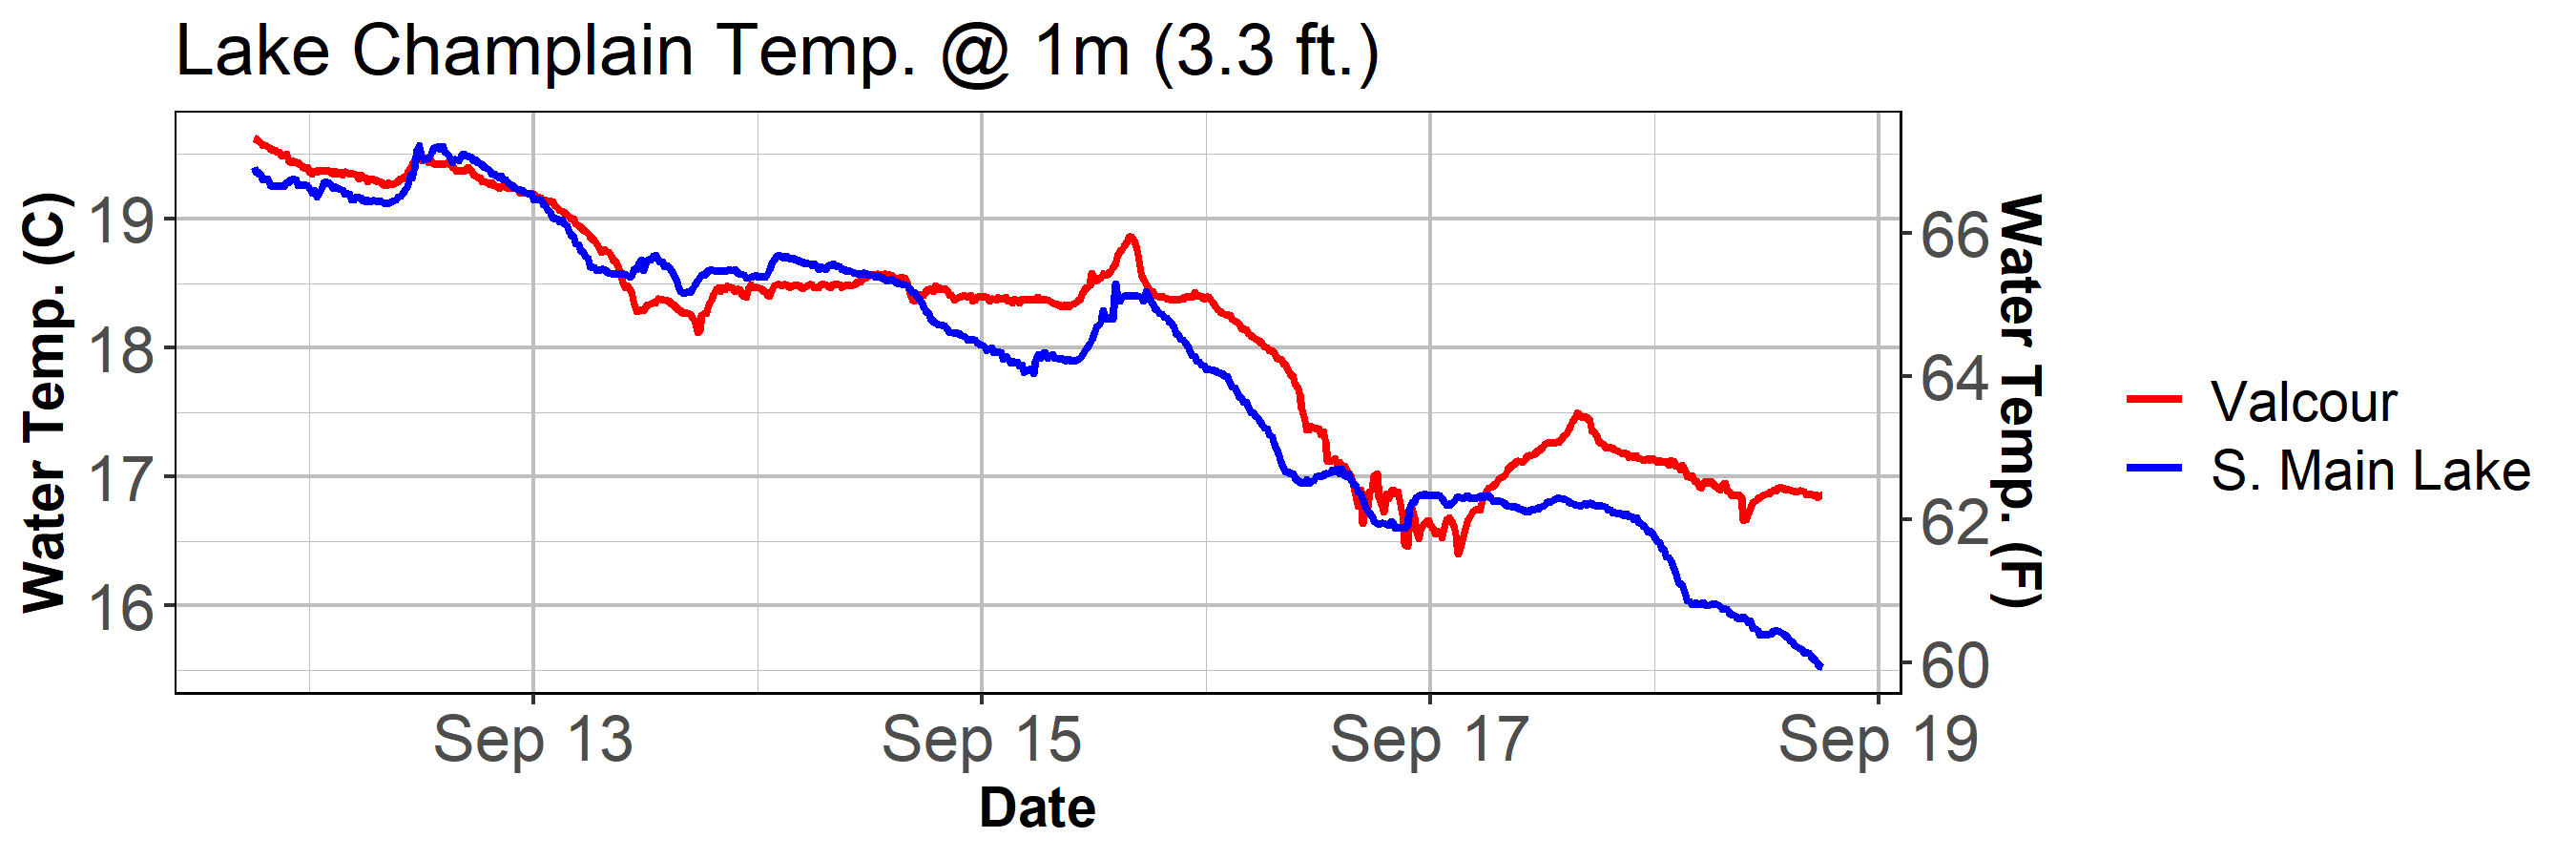 Lake Champlain Temp. @ 1m (3.3 ft.)
Water Temp. (C)
19
18
17
16
66
64
62
60
Water Temp. (F)
Sep 13
Sep 15
Sep 17
Sep 19
Date
Valcour
S. Main Lake